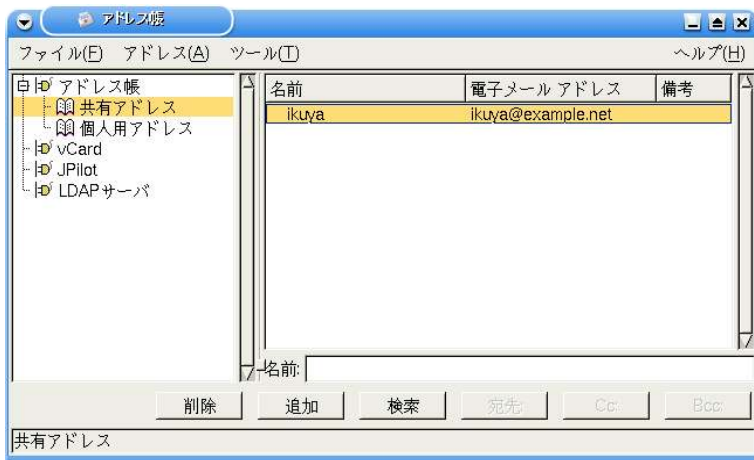 アドレス帳
ファイル(F) アドレス(A) ツール(T) ヘルプ(H)
アドレス帳
共有アドレス
個人用アドレス
vCard
JPilot
LDAPサーバ
名前 電子メール アドレス 備考
ikuya ikuya@example.net
名前:
削除 追加 検索 宛先: Cc: Bcc:
共有アドレス